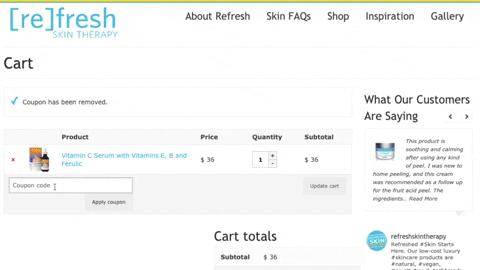 [re]fresh
SKIN THERAPY
About Refresh Skin FAQs Shop Inspiration Gallery
Cart
Coupon has been removed.
Product Price Quantity Subtotal
Vitamin C Serum with Vitamins E, B and
Ferulic
$ 36 1 + - $ 36
Coupon code
Update cart
Apply coupon
Cart totals
Subtotal $ 36
What Our Customers
Are Saying
This product is
soothing and calming
after using any kind
of peel. I was new to
home peeling, and this cream
was recommended as a follow up
for the fruit acid peel. The
ingredients.. Read More
refreshskintherapy
Refreshed #Skin Starts
Here. Our low-cost luxury
#skincare products are
#natural, #vegan,